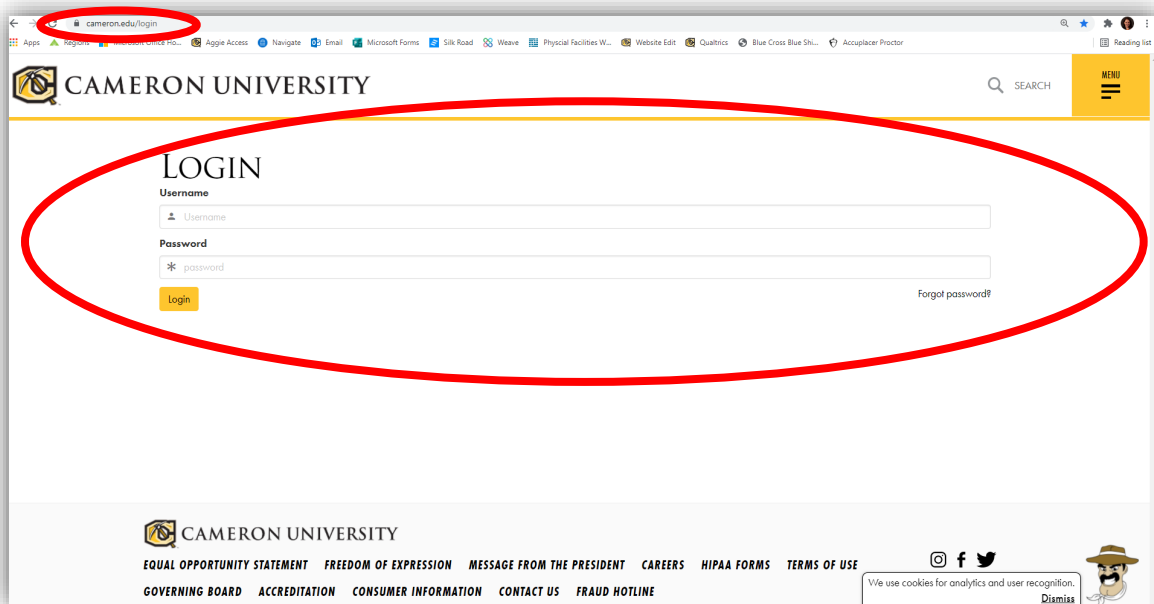 cameron.edu/login
Apps Regions Microsoft Office Ho... Aggie Access Navigate Email Microsoft Forms Silk Road Weave Physcial Facilities W... Website Edit Qualtrics Blue Cross Blue Shi... Accuplacer Proctor Reading list
CAMERON UNIVERSITY
SEARCH
MENU
LOGIN
Username
Username
Password
password
Login
Forgot password?
CAMERON UNIVERSITY
EQUAL OPPORTUNITY STATEMENT FREEDOM OF EXPRESSION MESSAGE FROM THE PRESIDENT CAREERS HIPAA FORMS TERMS OF USE
GOVERNING BOARD ACCREDITATION CONSUMER INFORMATION CONTACT US FRAUD HOTLINE
We use cookies for analytics and user recognition.
Dismiss